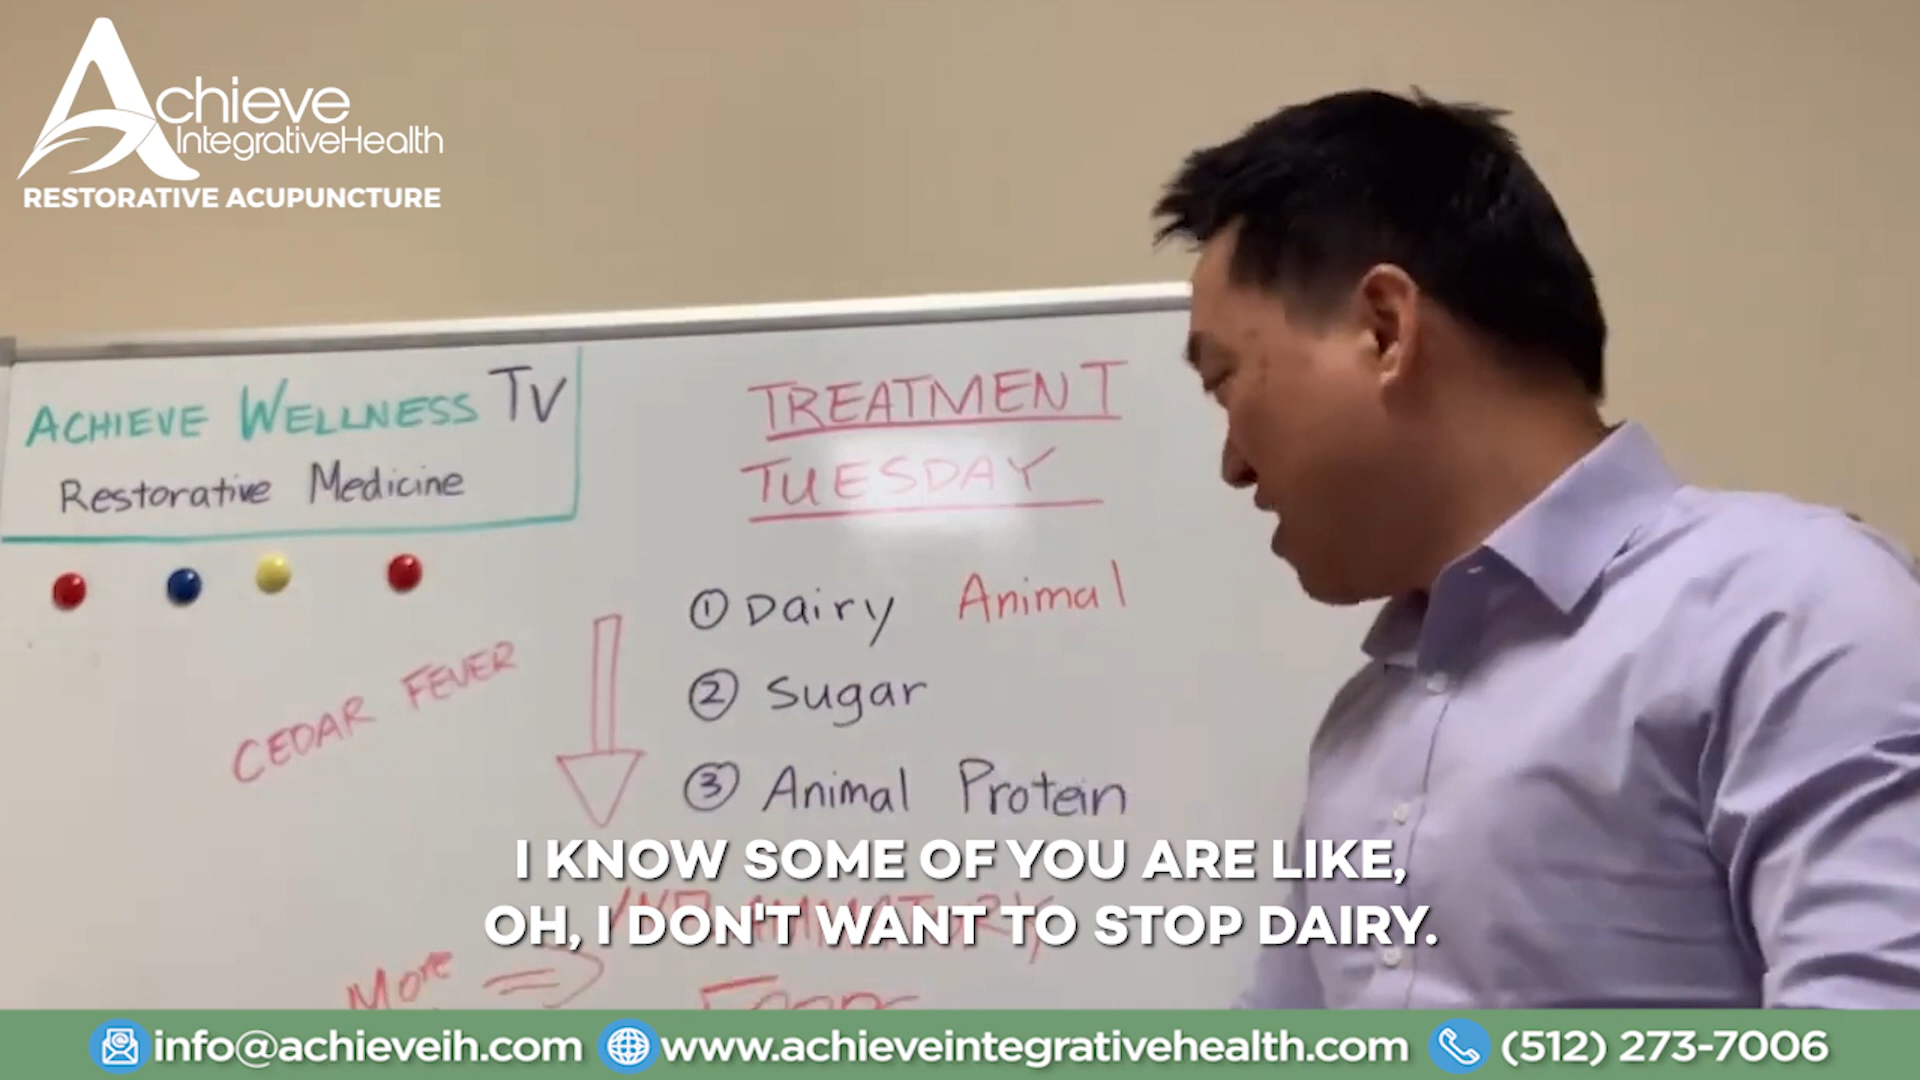 Achieve
IntegrativeHealth
RESTORATIVE ACUPUNCTURE
ACHIEVE WELLNESS TV
Restorative Medicine
TREATMENT
TUESDAY
① Dairy Animal
② Sugar
③ Animal Protein
CEDAR FEVER
I KNOW SOME OF YOU ARE LIKE,
OH, I DON'T WANT TO STOP DAIRY.
INFLAMMATORY
More
info@achieveih.com www.achieveintegrativehealth.com (512) 273-7006